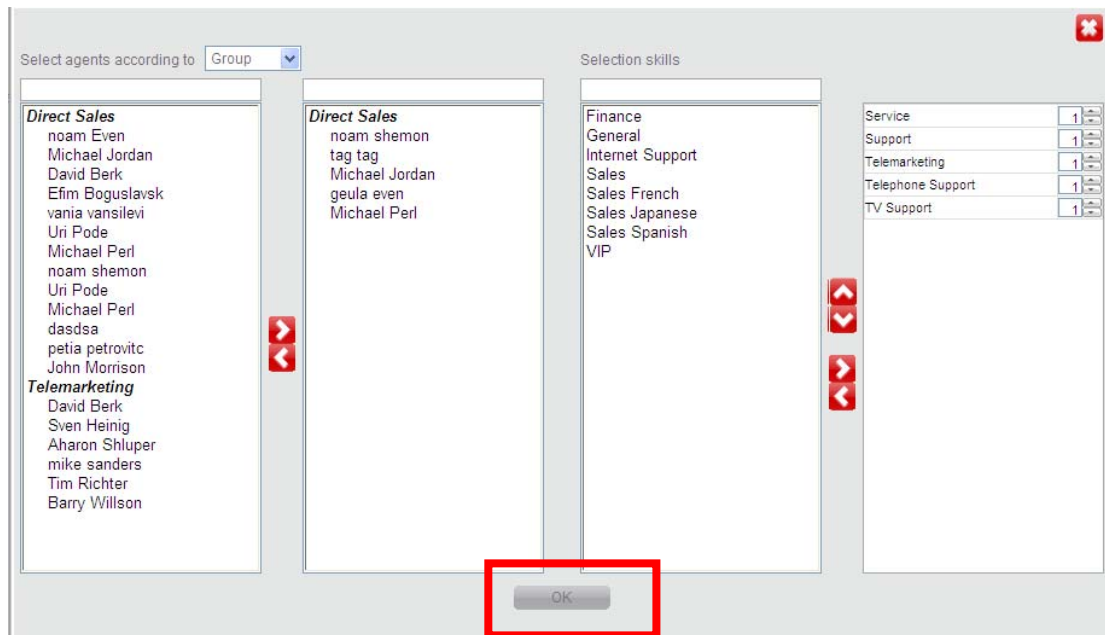 Select agents according to Group
Selection skills
Direct Sales
noam Even
Michael Jordan
David Berk
Efim Boguslavsk
vania vansilevi
Uri Pode
Michael Perl
noam shemon
Uri Pode
Michael Perl
dasdsa
petia petrovitc
John Morrison
Telemarketing
David Berk
Sven Heinig
Aharon Shluper
mike sanders
Tim Richter
Barry Willson
Direct Sales
noam shemon
tag tag
Michael Jordan
geula even
Michael Perl
Finance
General
Internet Support
Sales
Sales French
Sales Japanese
Sales Spanish
VIP
Service 1
Support 1
Telemarketing 1
Telephone Support 1
TV Support 1
OK